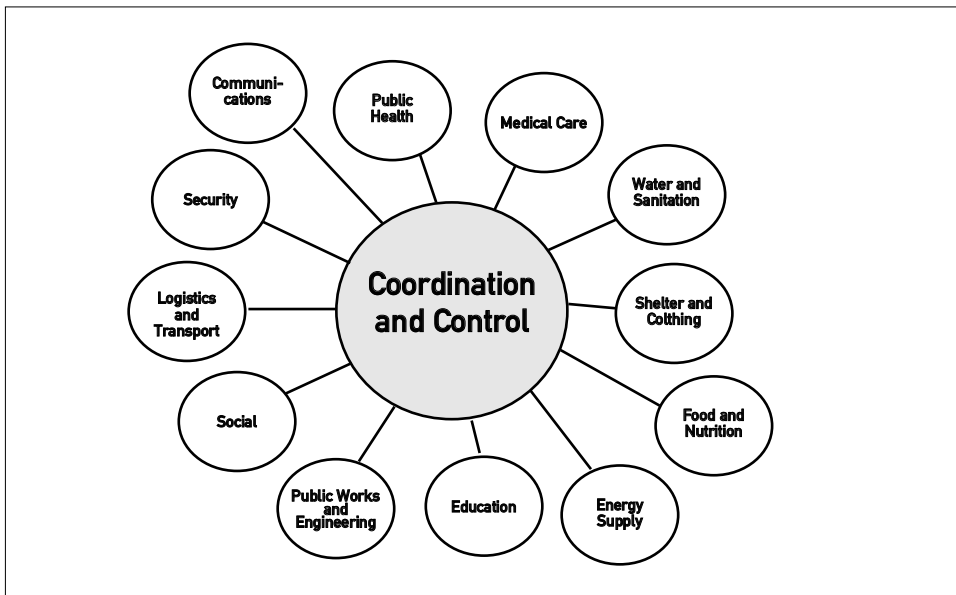 Communi-
cations
Public
Health
Medical Care
Security
Water and
Sanitation
Coordination
and Control
Logistics
and
Transport
Shelter and
Colthing
Social
Food and
Nutrition
Public Works
and
Engineering
Education
Energy
Supply